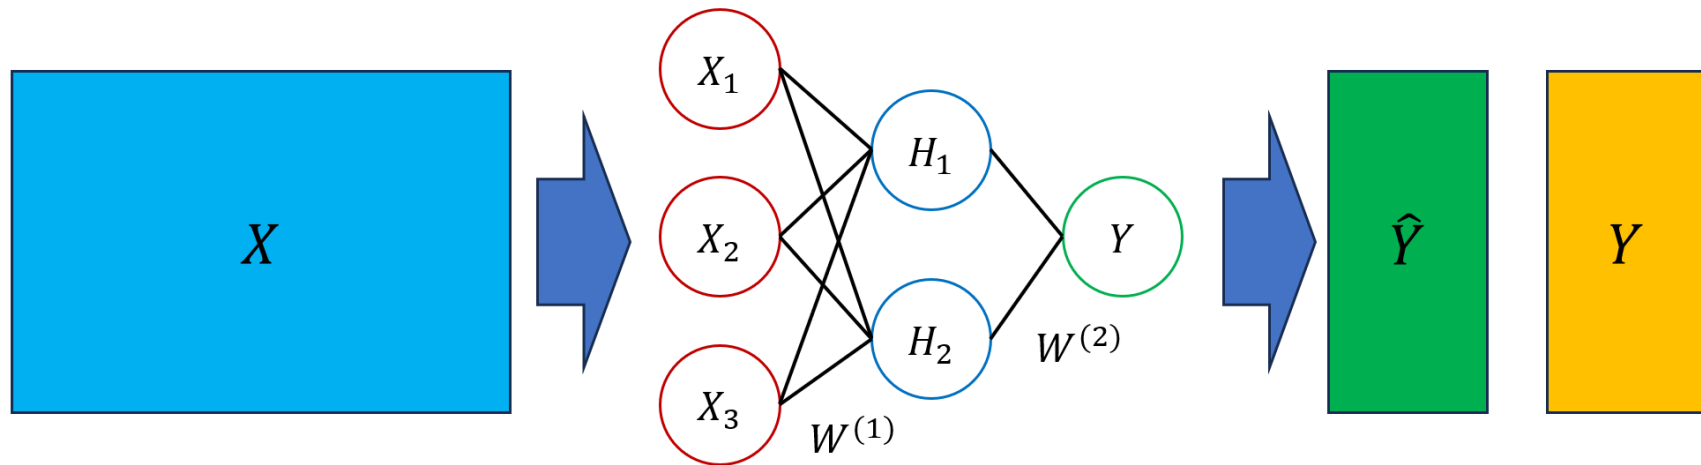 X
X₁
X₂
X₃
W⁽¹⁾
H₁
H₂
W⁽²⁾
Y
Ŷ
Y